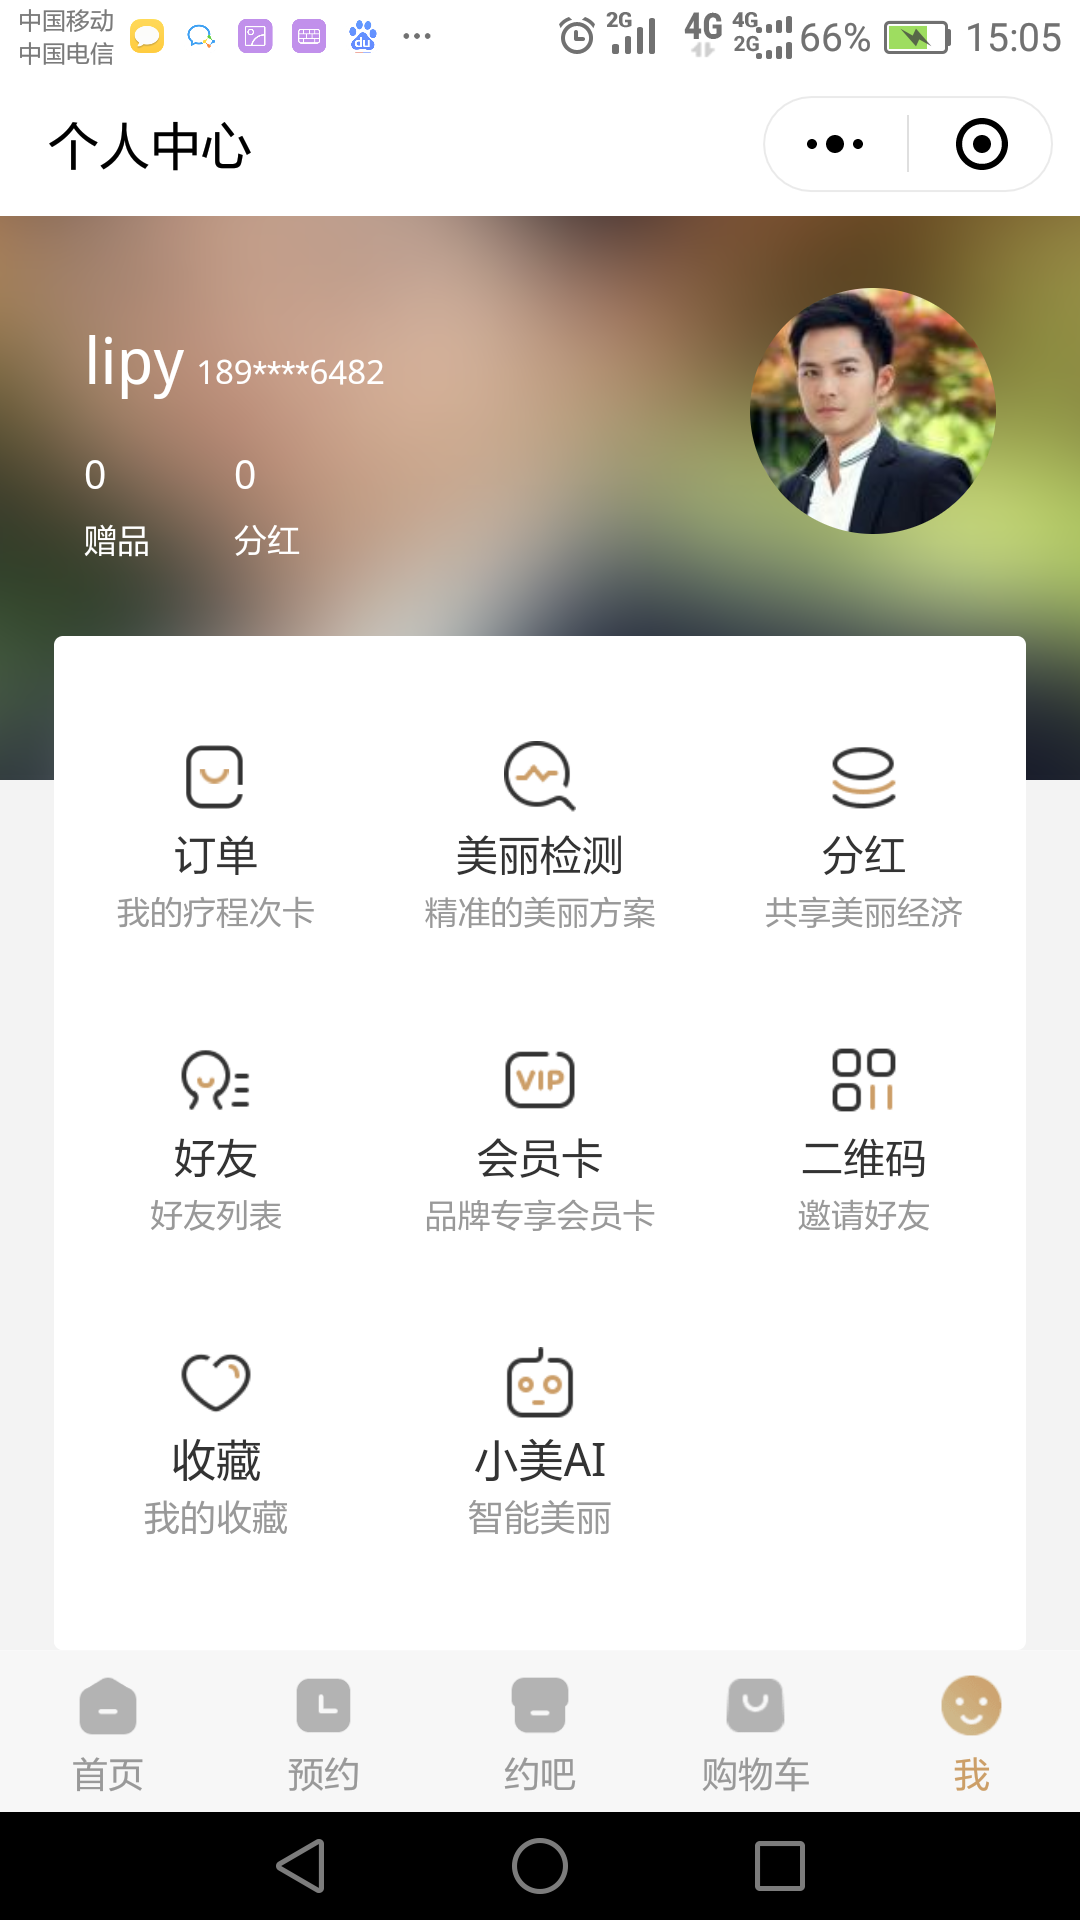 中国移动
中国电信
2G 4G 4G 2G 66% 15:05
du
个人中心
lipy 189****6482
0 0
赠品 分红
订单 美丽检测 分红
我的疗程次卡 精准的美丽方案 共享美丽经济
VIP
好友 会员卡 二维码
好友列表 品牌专享会员卡 邀请好友
收藏 小美AI
我的收藏 智能美丽
首页 预约 约吧 购物车 我